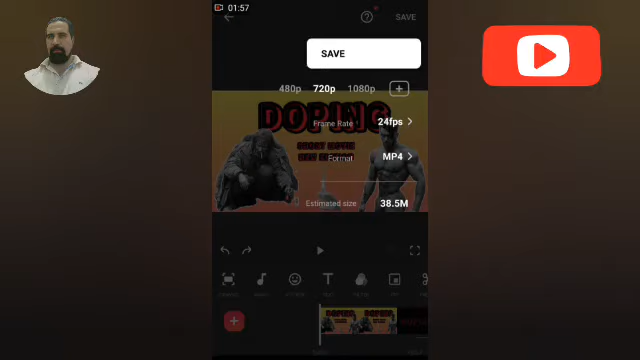 01:57
SAVE
SAVE
480p 720p 1080p
DOPING
Frame Rate 24fps
Format MP4
Estimated size 38.5M